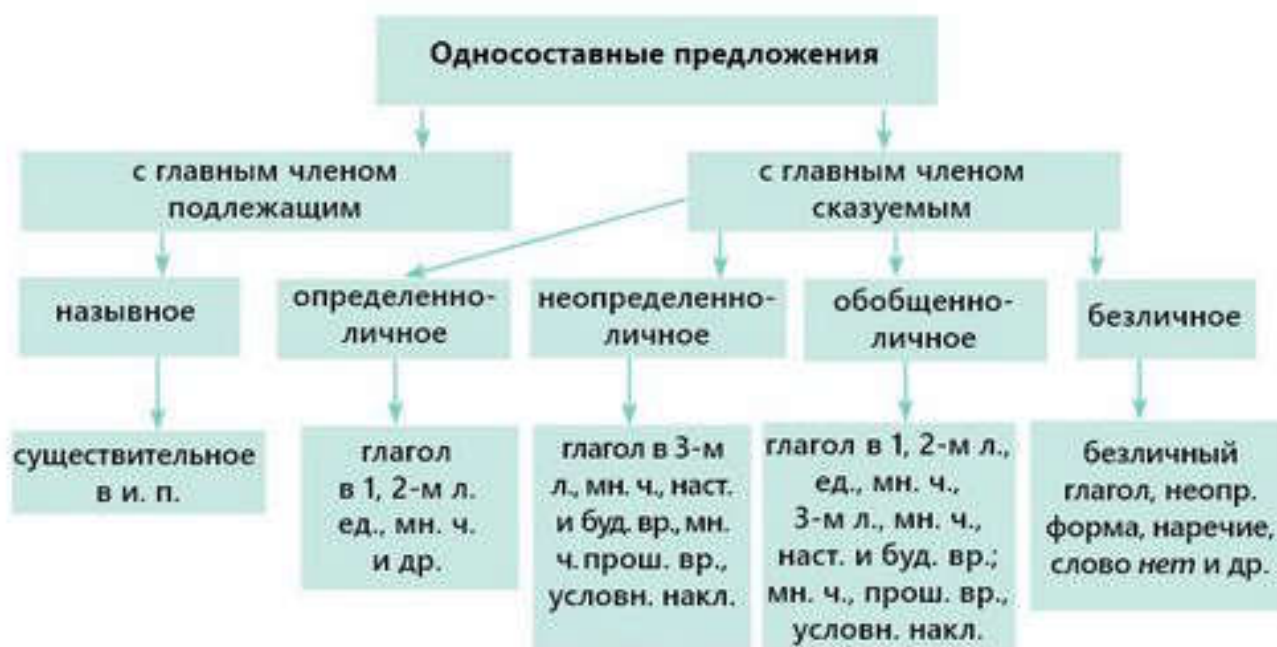 Односоставные предложения
с главным членом
подлежащим
с главным членом
сказуемым
назывное
определенно-
личное
неопределенно-
личное
обобщенно-
личное
безличное
существительное
в и. п.
глагол
в 1, 2-м л.
ед., мн. ч.
и др.
глагол в 3-м
л., мн. ч., наст.
и буд. вр., мн.
ч. прош. вр.,
условн. накл.
глагол в 1, 2-м л.,
ед., мн. ч.,
3-м л., мн. ч.,
наст. и буд. вр.;
мн. ч., прош. вр.,
условн. накл.
безличный
глагол, неопр.
форма, наречие,
слово нет и др.